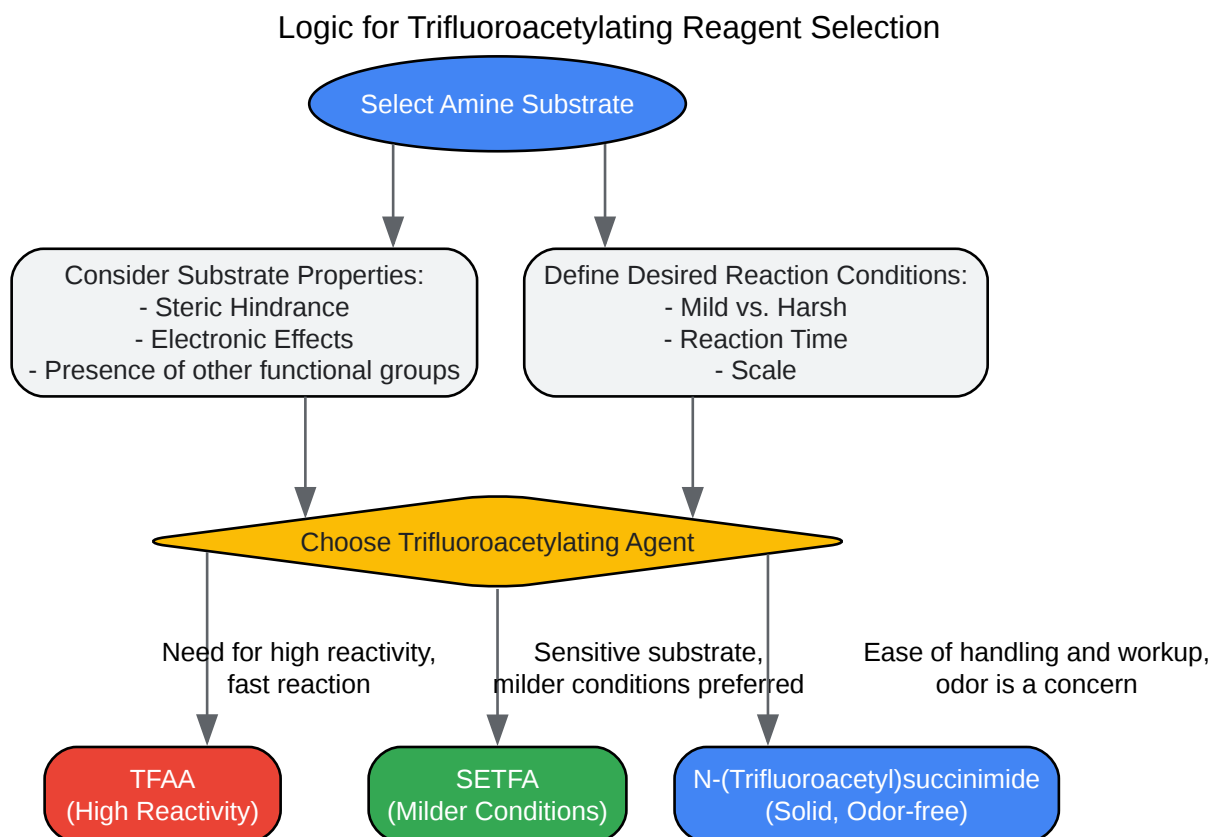 Logic for Trifluoroacetylating Reagent Selection
Select Amine Substrate
Consider Substrate Properties:
- Steric Hindrance
- Electronic Effects
- Presence of other functional groups
Define Desired Reaction Conditions:
- Mild vs. Harsh
- Reaction Time
- Scale
Choose Trifluoroacetylating Agent
Need for high reactivity,
fast reaction
Sensitive substrate,
milder conditions preferred
Ease of handling and workup,
odor is a concern
TFAA
(High Reactivity)
SETFA
(Milder Conditions)
N-(Trifluoroacetyl)succinimide
(Solid, Odor-free)